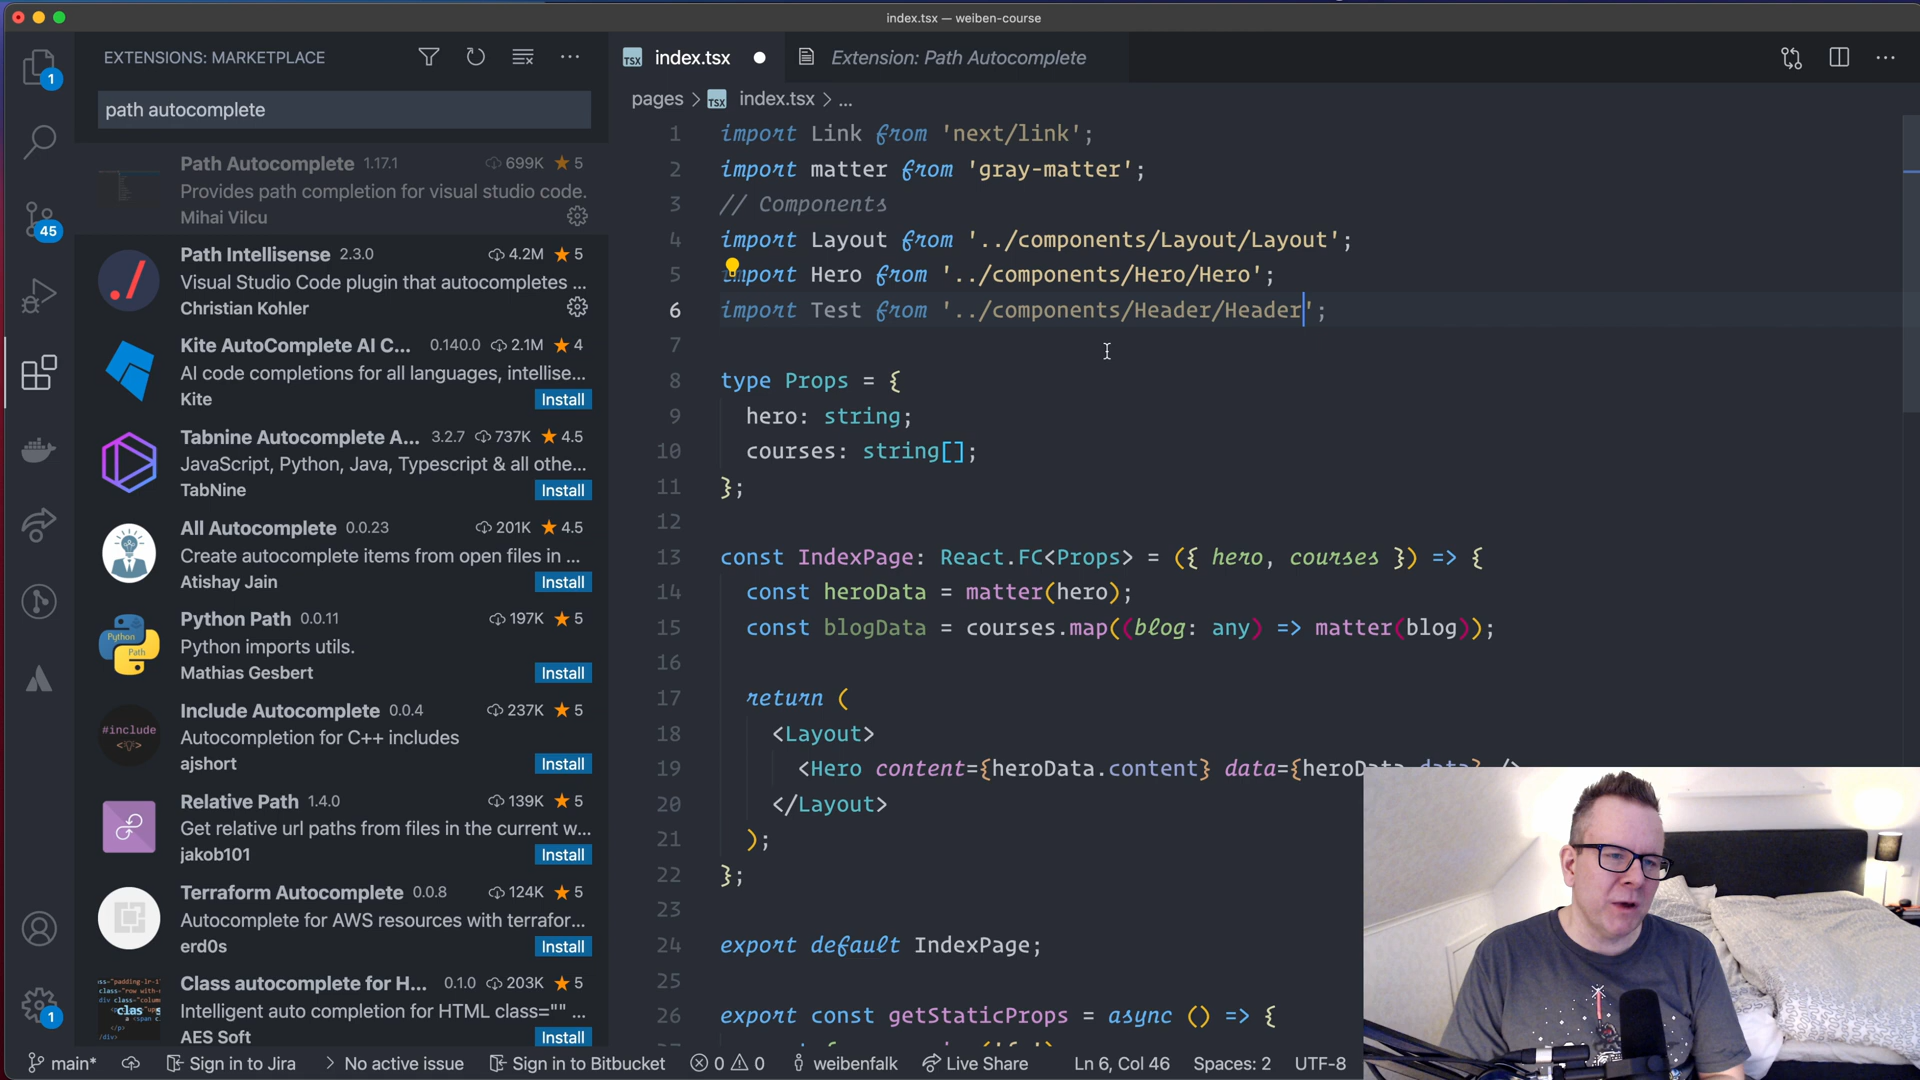 index.tsx — weiben-course
EXTENSIONS: MARKETPLACE
path autocomplete
Path Autocomplete 1.17.1 699K 5
Provides path completion for visual studio code.
Mihai Vilcu
Path Intellisense 2.3.0 4.2M 5
Visual Studio Code plugin that autocompletes ...
Christian Kohler
Kite AutoComplete AI C... 0.140.0 2.1M 4
AI code completions for all languages, intellise...
Kite Install
Tabnine Autocomplete A... 3.2.7 737K 4.5
JavaScript, Python, Java, Typescript & all othe...
TabNine Install
All Autocomplete 0.0.23 201K 4.5
Create autocomplete items from open files in ...
Atishay Jain Install
Python Path 0.0.11 197K 5
Python imports utils.
Mathias Gesbert Install
Include Autocomplete 0.0.4 237K 5
Autocompletion for C++ includes
ajshort Install
Relative Path 1.4.0 139K 5
Get relative url paths from files in the current w...
jakob101 Install
Terraform Autocomplete 0.0.8 124K 5
Autocomplete for AWS resources with terrafor...
erd0s Install
Class autocomplete for H... 0.1.0 203K 5
Intelligent auto completion for HTML class="" ...
AES Soft Install
1
45
1
Python
Path
#include
TSX index.tsx
Extension: Path Autocomplete
pages > TSX index.tsx > ...
1 import Link from 'next/link';
2 import matter from 'gray-matter';
3 // Components
4 import Layout from '../components/Layout/Layout';
5 import Hero from '../components/Hero/Hero';
6 import Test from '../components/Header/Header';
7
8 type Props = {
9 hero: string;
10 courses: string[];
11 };
12
13 const IndexPage: React.FC<Props> = ({ hero, courses }) => {
14 const heroData = matter(hero);
15 const blogData = courses.map((blog: any) => matter(blog));
16
17 return (
18 <Layout>
19 <Hero content={heroData.content} data={heroData.data} />
20 </Layout>
21 );
22 };
23
24 export default IndexPage;
25
26 export const getStaticProps = async () => {
main* Sign in to Jira > No active issue Sign in to Bitbucket 0 0 weibenfalk Live Share Ln 6, Col 46 Spaces: 2 UTF-8